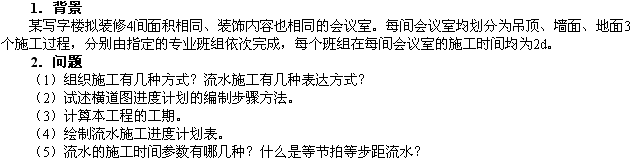 1．背景
某写字楼拟装修4间面积相同、装饰内容也相同的会议室。每间会议室均划分为吊顶、墙面、地面3
个施工过程，分别由指定的专业班组依次完成，每个班组在每间会议室的施工时间均为2d。
2．问题
（1）组织施工有几种方式？流水施工有几种表达方式？
（2）试述横道图进度计划的编制步骤方法。
（3）计算本工程的工期。
（4）绘制流水施工进度计划表。
（5）流水的施工时间参数有哪几种？什么是等节拍等步距流水？